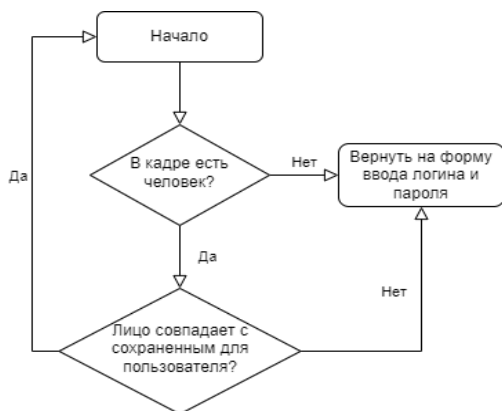 Начало
В кадре есть
человек?
Нет
Вернуть на форму
ввода логина и
пароля
Да
Да
Лицо совпадает с
сохраненным для
пользователя?
Нет